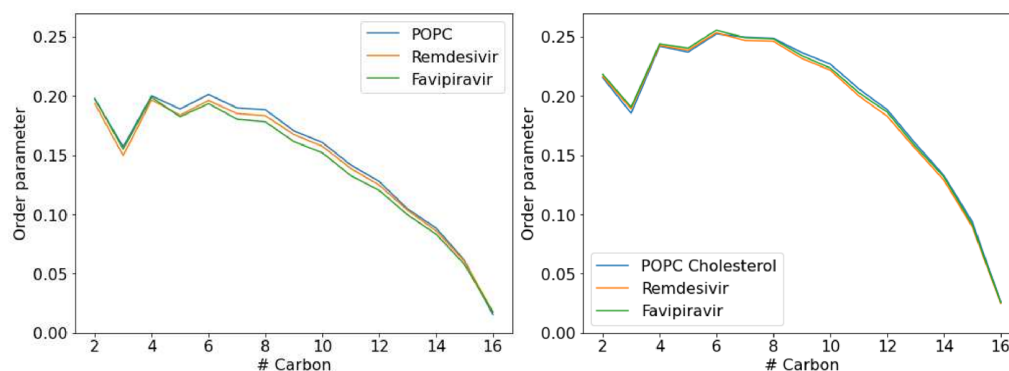 0.25
0.20
0.15
0.10
0.05
0.00
Order parameter
2 4 6 8 10 12 14 16
# Carbon
POPC
Remdesivir
Favipiravir
0.25
0.20
0.15
0.10
0.05
0.00
Order parameter
2 4 6 8 10 12 14 16
# Carbon
POPC Cholesterol
Remdesivir
Favipiravir